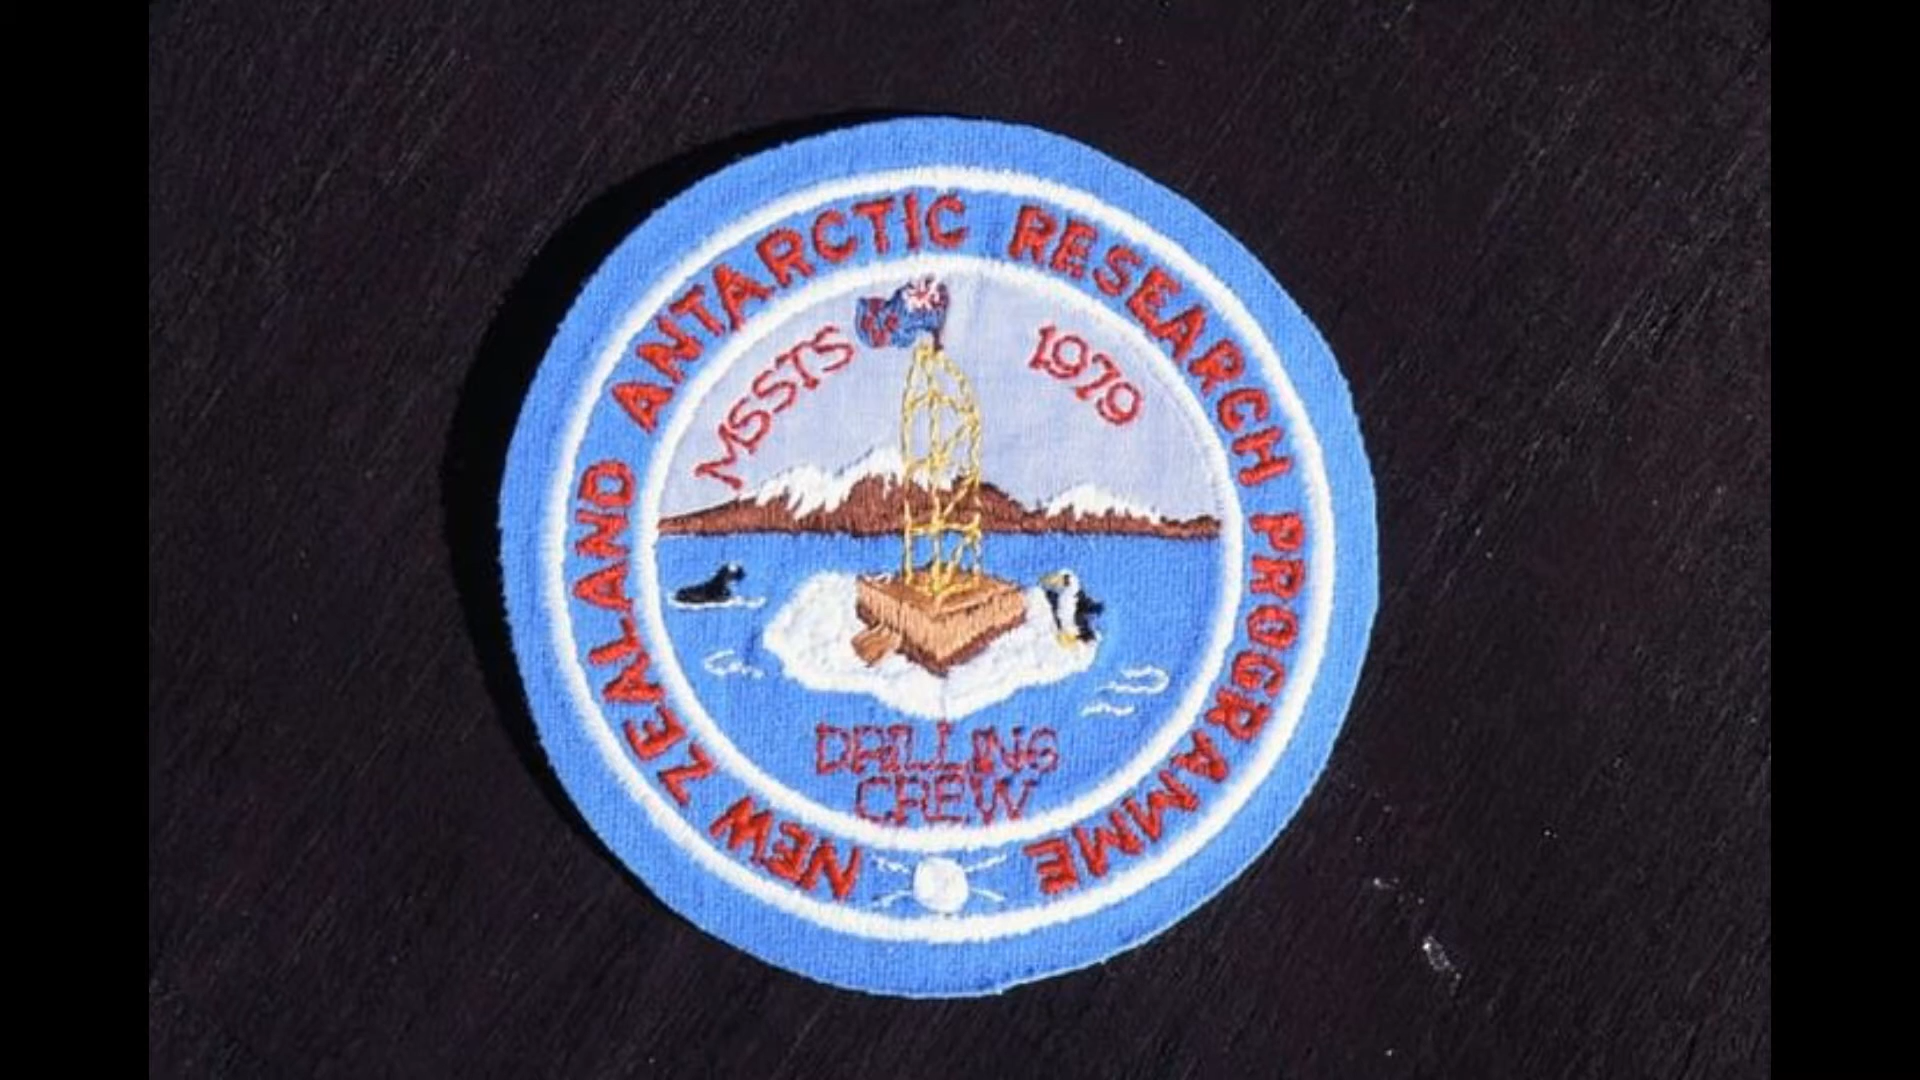 NEW ZEALAND ANTARCTIC RESEARCH PROGRAMME
MSSTS 1979
DRILLING
CREW